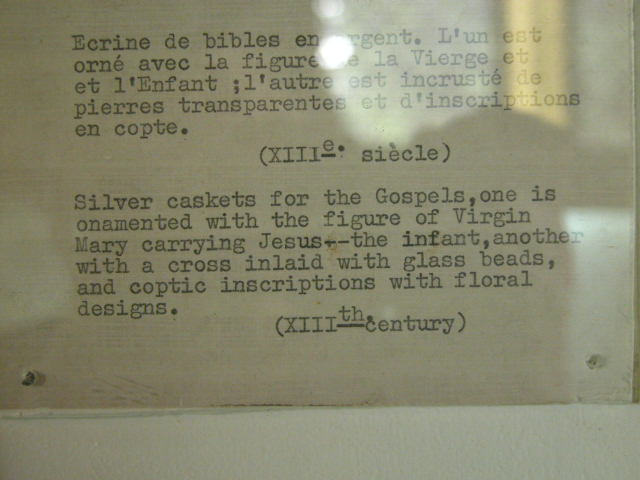 Ecrine de bibles en argent. L'un est
orné avec la figure de la Vierge et
et l'Enfant ;l'autre est incrusté de
pierres transparentes et d'inscriptions
en copte.
(XIIIe. siècle)
Silver caskets for the Gospels,one is
onamented with the figure of Virgin
Mary carrying Jesus--the infant,another
with a cross inlaid with glass beads,
and coptic inscriptions with floral
designs.
(XIIIth.century)